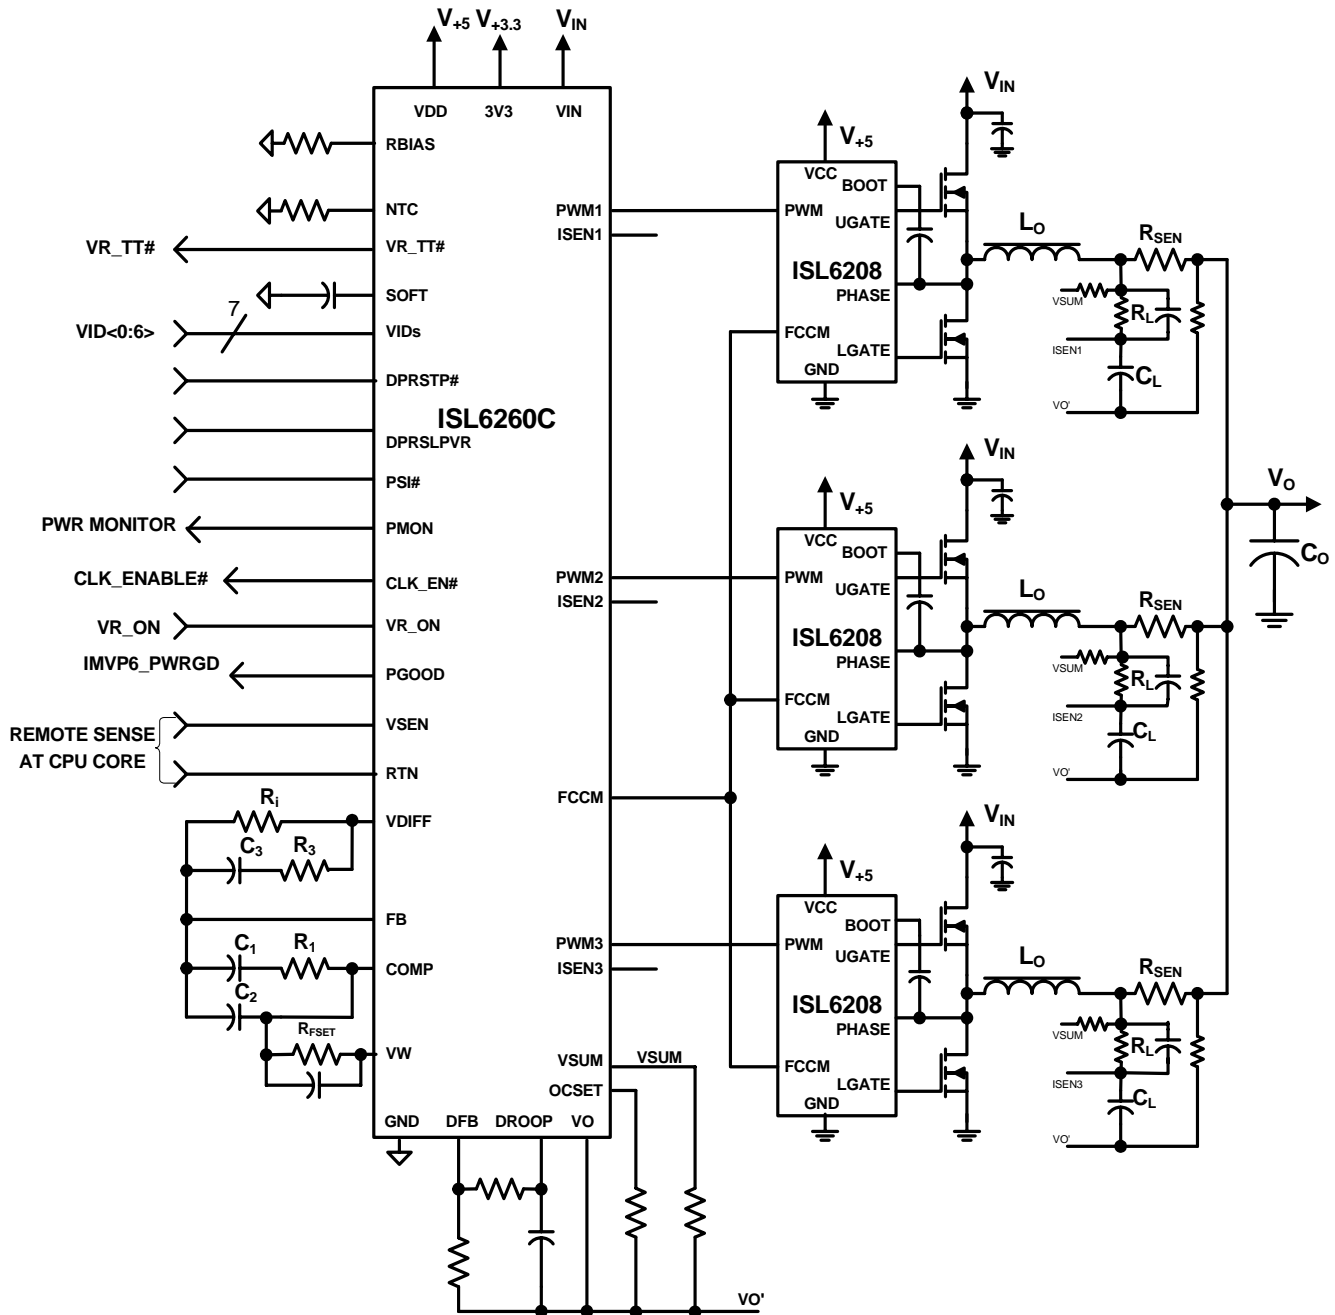 V+5 V+3.3 VIN
VDD 3V3 VIN
RBIAS
NTC
VR_TT# VR_TT#
SOFT
VID<0:6> 7 VIDs
DPRSTP#
ISL6260C
DPRSLPVR
PSI#
PWR MONITOR PMON
CLK_ENABLE# CLK_EN#
VR_ON VR_ON
IMVP6_PWRGD PGOOD
REMOTE SENSE
AT CPU CORE
VSEN
RTN
Ri
VDIFF
C3 R3
FB
C1 R1
COMP
C2
RFSET
VW
GND DFB DROOP VO
PWM1
ISEN1
PWM2
ISEN2
FCCM
PWM3
ISEN3
VSUM VSUM
OCSET
VO'
V+5
VCC
BOOT
PWM
UGATE
ISL6208
PHASE
FCCM
LGATE
GND
VIN
LO
RSEN
VSUM
RL
ISEN1
CL
VO'
V+5
VCC
BOOT
PWM
UGATE
ISL6208
PHASE
FCCM
LGATE
GND
VIN
LO
RSEN
VSUM
RL
ISEN2
CL
VO'
V+5
VCC
BOOT
PWM
UGATE
ISL6208
PHASE
FCCM
LGATE
GND
VIN
LO
RSEN
VSUM
RL
ISEN3
CL
VO'
VO
CO